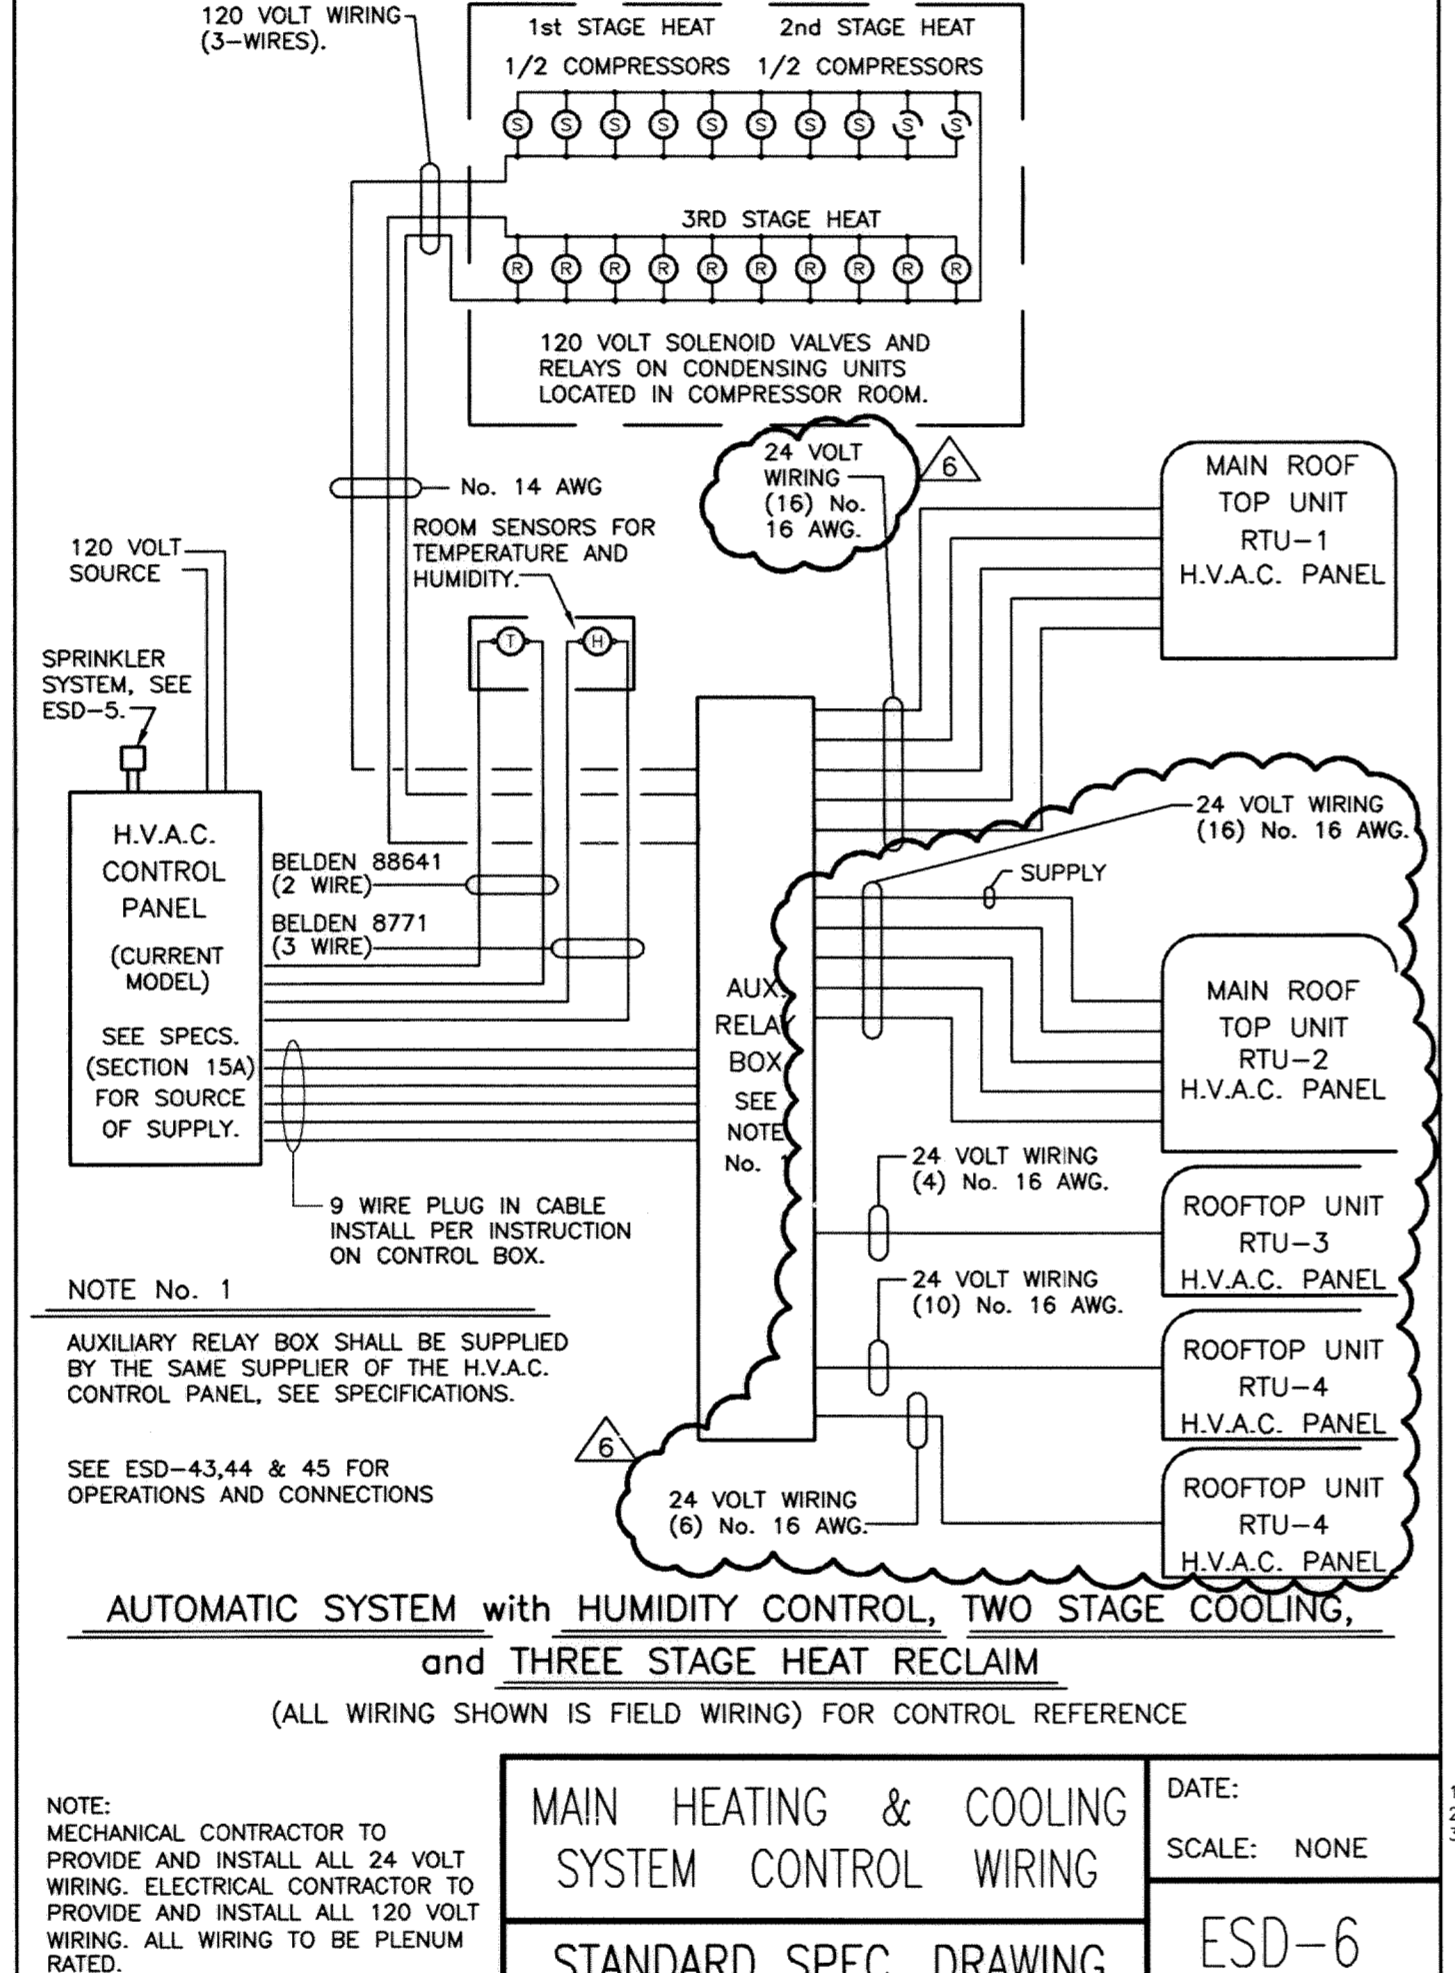 120 VOLT WIRING
(3-WIRES).
1st STAGE HEAT
2nd STAGE HEAT
1/2 COMPRESSORS
1/2 COMPRESSORS
S S S S S S S S S S
3RD STAGE HEAT
R R R R R R R R R R
120 VOLT SOLENOID VALVES AND
RELAYS ON CONDENSING UNITS
LOCATED IN COMPRESSOR ROOM.
No. 14 AWG
24 VOLT
WIRING
(16) No.
16 AWG.
6
MAIN ROOF
TOP UNIT
RTU-1
H.V.A.C. PANEL
ROOM SENSORS FOR
TEMPERATURE AND
HUMIDITY.
120 VOLT
SOURCE
T
H
SPRINKLER
SYSTEM, SEE
ESD-5.
H.V.A.C.
CONTROL
PANEL
(CURRENT
MODEL)
SEE SPECS.
(SECTION 15A)
FOR SOURCE
OF SUPPLY.
BELDEN 88641
(2 WIRE)
BELDEN 8771
(3 WIRE)
9 WIRE PLUG IN CABLE
INSTALL PER INSTRUCTION
ON CONTROL BOX.
AUX.
RELAY
BOX
SEE
NOTE
No. 1
24 VOLT WIRING
(16) No. 16 AWG.
SUPPLY
MAIN ROOF
TOP UNIT
RTU-2
H.V.A.C. PANEL
24 VOLT WIRING
(4) No. 16 AWG.
ROOFTOP UNIT
RTU-3
H.V.A.C. PANEL
24 VOLT WIRING
(10) No. 16 AWG.
ROOFTOP UNIT
RTU-4
H.V.A.C. PANEL
6
24 VOLT WIRING
(6) No. 16 AWG.
ROOFTOP UNIT
RTU-4
H.V.A.C. PANEL
NOTE No. 1
AUXILIARY RELAY BOX SHALL BE SUPPLIED
BY THE SAME SUPPLIER OF THE H.V.A.C.
CONTROL PANEL, SEE SPECIFICATIONS.
SEE ESD-43,44 & 45 FOR
OPERATIONS AND CONNECTIONS
AUTOMATIC SYSTEM with HUMIDITY CONTROL, TWO STAGE COOLING,
and THREE STAGE HEAT RECLAIM
(ALL WIRING SHOWN IS FIELD WIRING) FOR CONTROL REFERENCE
NOTE:
MECHANICAL CONTRACTOR TO
PROVIDE AND INSTALL ALL 24 VOLT
WIRING. ELECTRICAL CONTRACTOR TO
PROVIDE AND INSTALL ALL 120 VOLT
WIRING. ALL WIRING TO BE PLENUM
RATED.
MAIN HEATING & COOLING
SYSTEM CONTROL WIRING
STANDARD SPEC. DRAWING
DATE:
SCALE: NONE
ESD-6